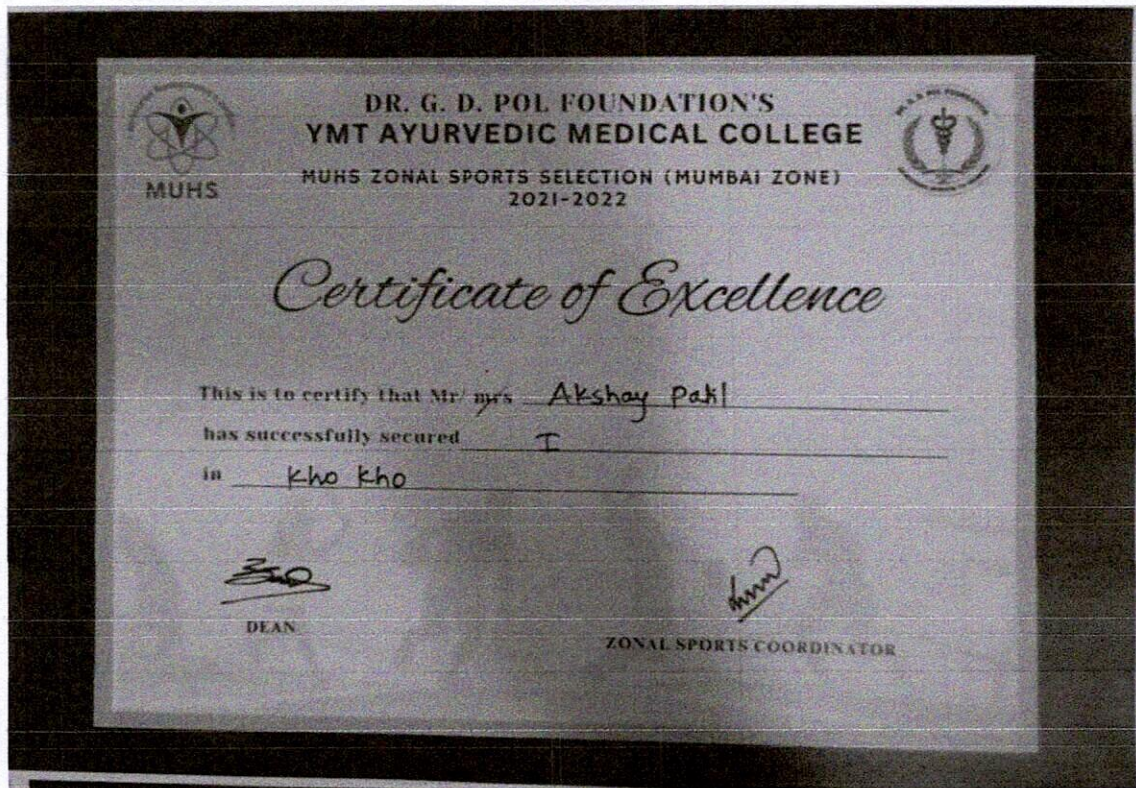 DR. G. D. POL FOUNDATION'S
YMT AYURVEDIC MEDICAL COLLEGE
MUHS ZONAL SPORTS SELECTION (MUMBAI ZONE)
2021-2022
MUHS
Certificate of Excellence
This is to certify that Mr/ mrs Akshay Patil
has successfully secured I
in Kho Kho
DEAN
ZONAL SPORTS COORDINATOR